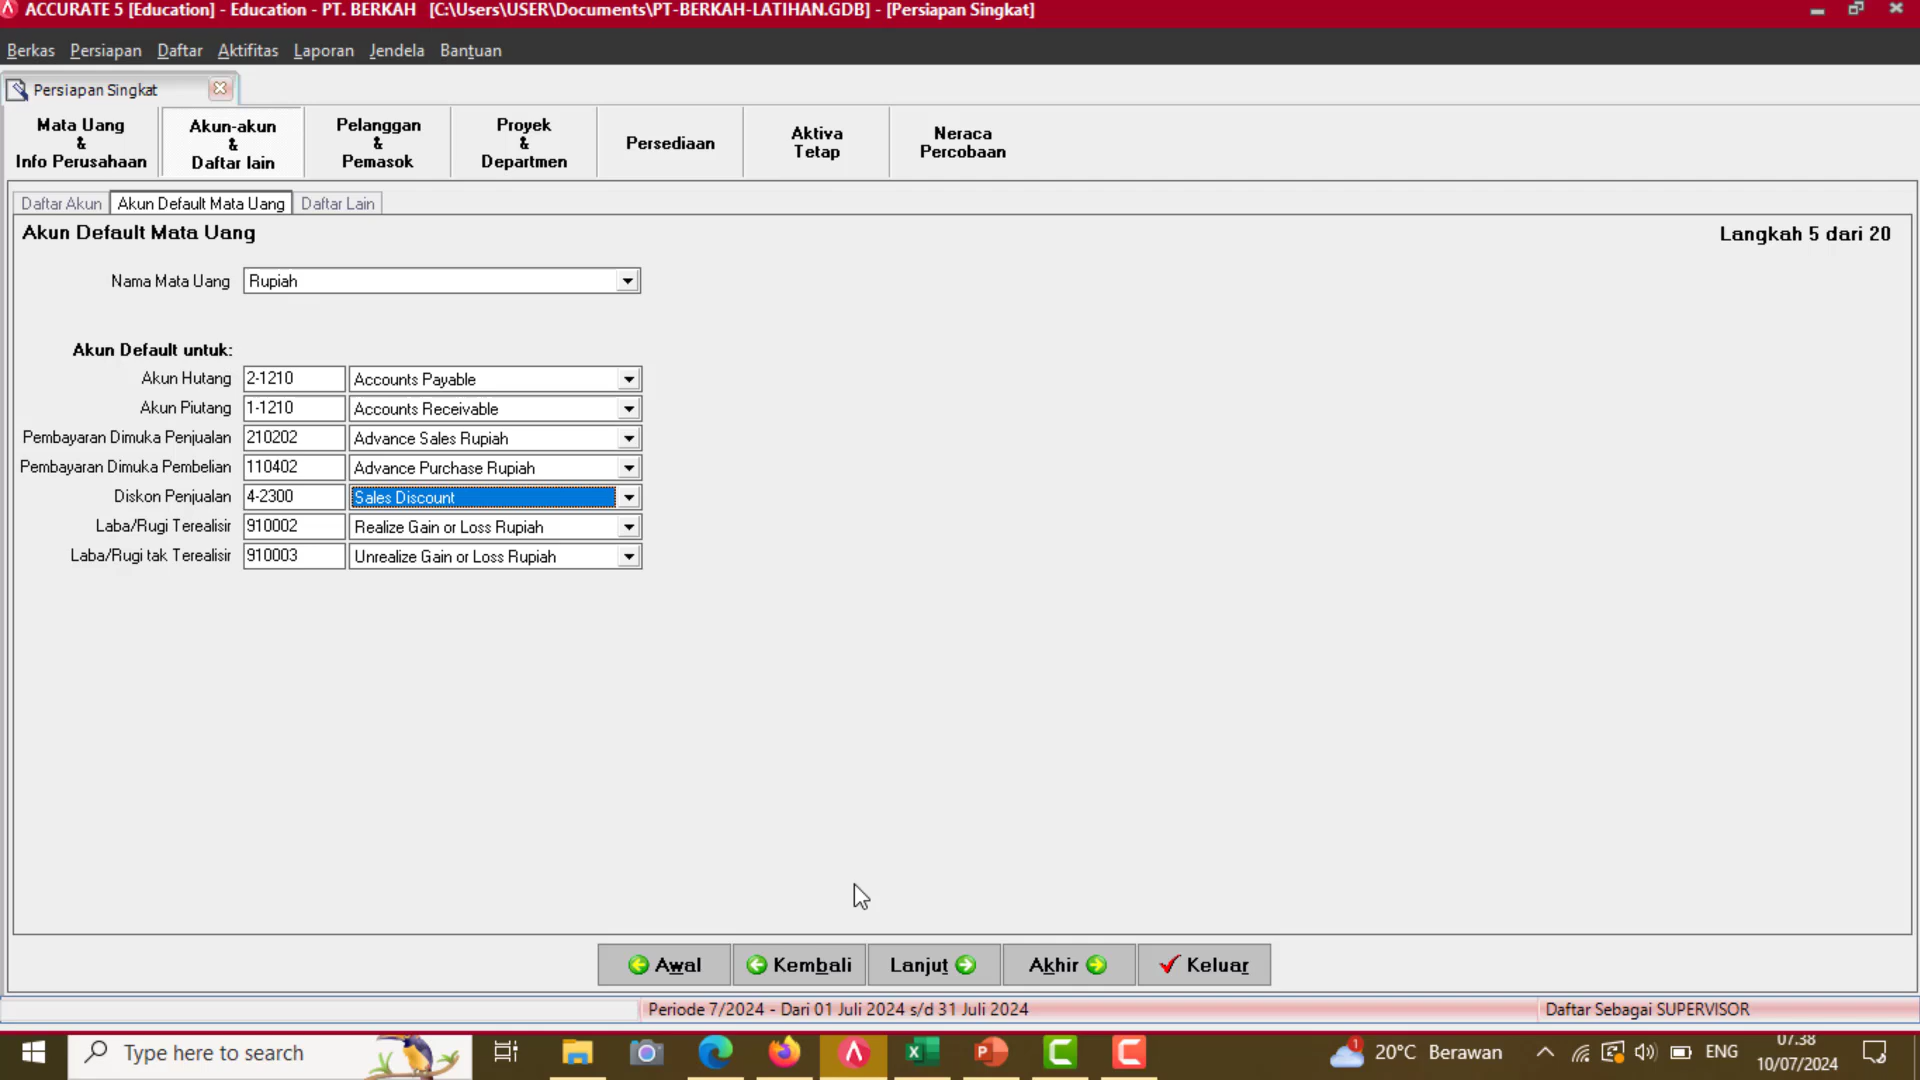 ACCURATE 5 [Education] - Education - PT. BERKAH [C:\Users\USER\Documents\PT-BERKAH-LATIHAN.GDB] - [Persiapan Singkat]
Berkas Persiapan Daftar Aktifitas Laporan Jendela Bantuan
Persiapan Singkat
Mata Uang & Info Perusahaan
Akun-akun & Daftar lain
Pelanggan & Pemasok
Proyek & Departmen
Persediaan
Aktiva Tetap
Neraca Percobaan
Daftar Akun Akun Default Mata Uang Daftar Lain
Akun Default Mata Uang Langkah 5 dari 20
Nama Mata Uang Rupiah
Akun Default untuk:
Akun Hutang 2-1210 Accounts Payable
Akun Piutang 1-1210 Accounts Receivable
Pembayaran Dimuka Penjualan 210202 Advance Sales Rupiah
Pembayaran Dimuka Pembelian 110402 Advance Purchase Rupiah
Diskon Penjualan 4-2300 Sales Discount
Laba/Rugi Terealisir 910002 Realize Gain or Loss Rupiah
Laba/Rugi tak Terealisir 910003 Unrealize Gain or Loss Rupiah
Awal Kembali Lanjut Akhir Keluar
Periode 7/2024 - Dari 01 Juli 2024 s/d 31 Juli 2024 Daftar Sebagai SUPERVISOR
Type here to search 1 20°C Berawan ENG 07.38
10/07/2024